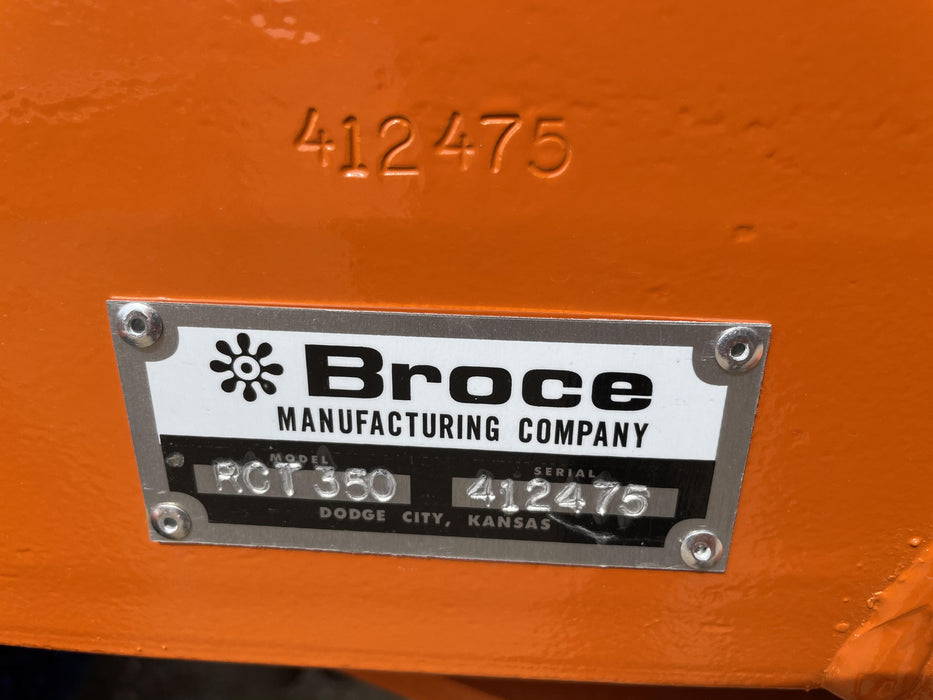 412475
Broce
MANUFACTURING COMPANY
MODEL SERIAL
RCT 350 412475
DODGE CITY, KANSAS